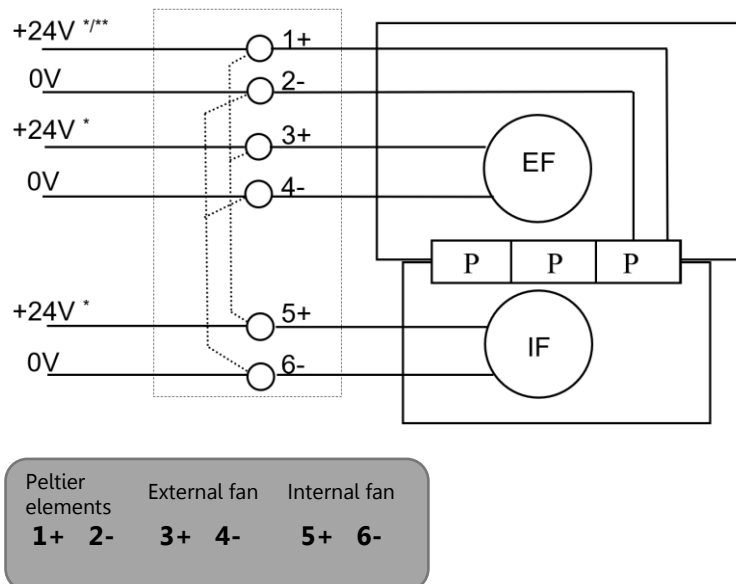 +24V */**
1+
0V
2-
+24V *
3+
EF
0V
4-
P P P
+24V *
5+
IF
0V
6-
Peltier
elements External fan Internal fan
1+ 2- 3+ 4- 5+ 6-